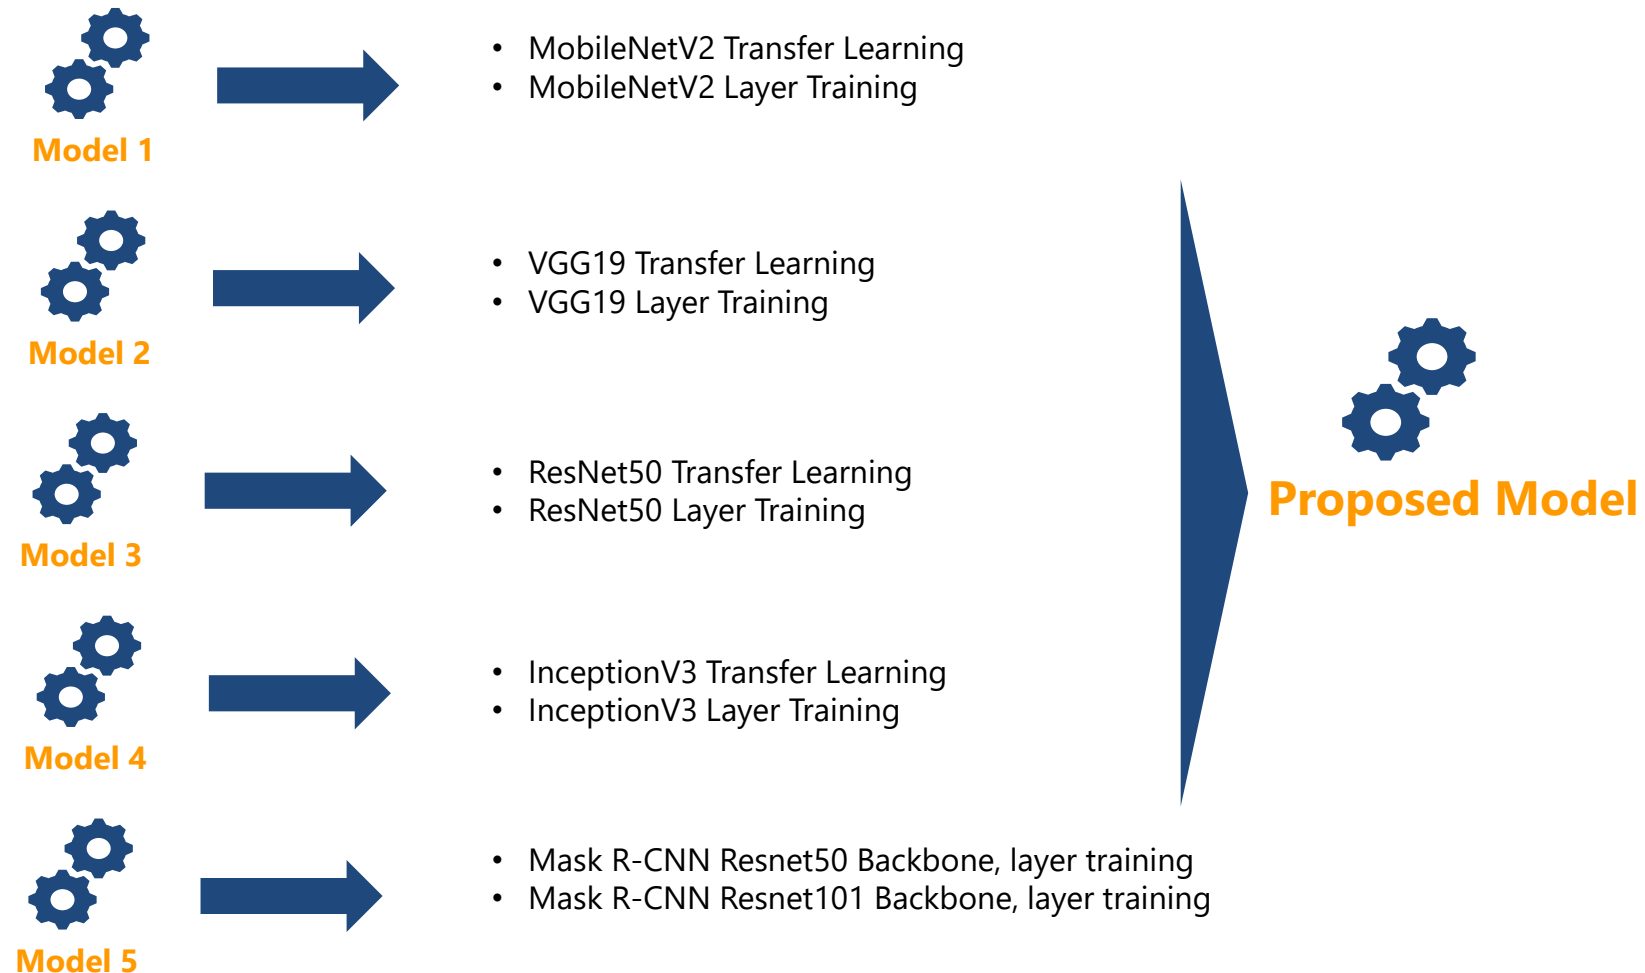 • MobileNetV2 Transfer Learning
• MobileNetV2 Layer Training
Model 1
• VGG19 Transfer Learning
• VGG19 Layer Training
Model 2
• ResNet50 Transfer Learning
• ResNet50 Layer Training
Model 3
• InceptionV3 Transfer Learning
• InceptionV3 Layer Training
Model 4
• Mask R-CNN Resnet50 Backbone, layer training
• Mask R-CNN Resnet101 Backbone, layer training
Model 5
Proposed Model